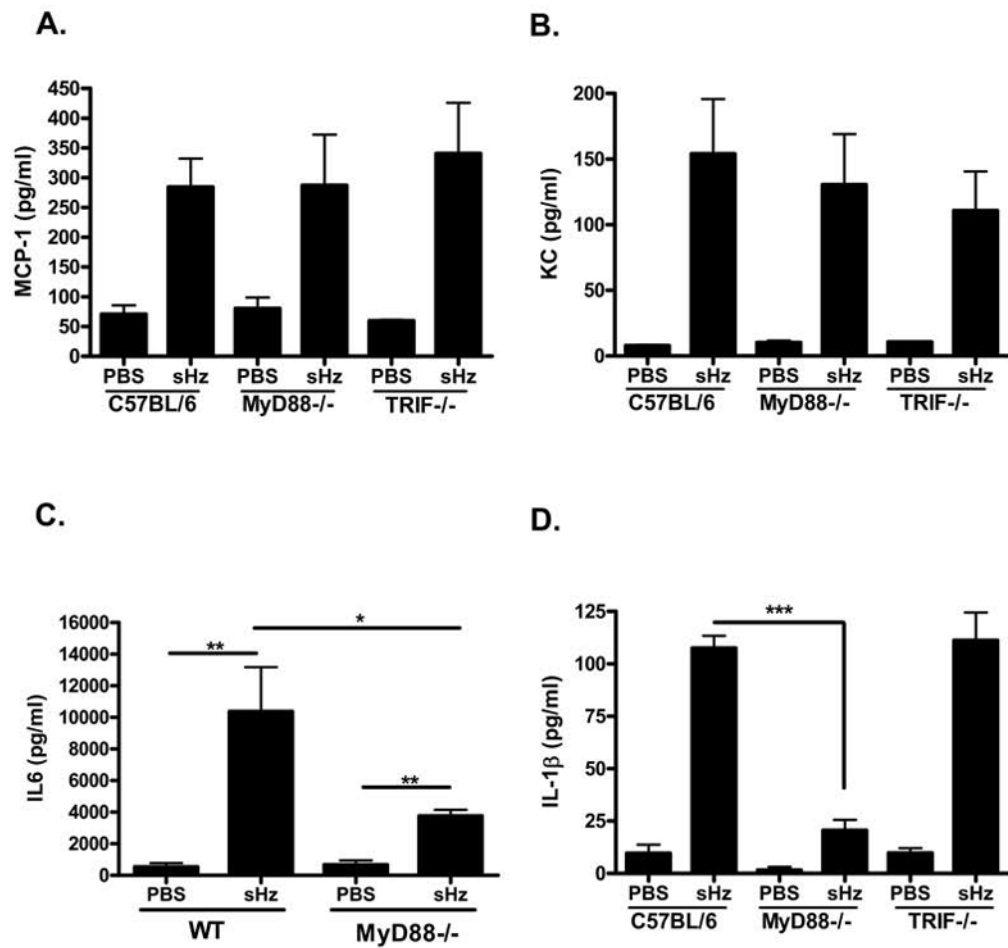 A.
MCP-1 (pg/ml)
450
400
350
300
250
200
150
100
50
0
PBS sHz PBS sHz PBS sHz
C57BL/6 MyD88-/- TRIF-/-
B.
KC (pg/ml)
200
150
100
50
0
PBS sHz PBS sHz PBS sHz
C57BL/6 MyD88-/- TRIF-/-
C.
IL6 (pg/ml)
16000
14000
12000
10000
8000
6000
4000
2000
0
**
*
**
PBS sHz PBS sHz
WT MyD88-/-
D.
IL-1β (pg/ml)
125
100
75
50
25
0
***
PBS sHz PBS sHz PBS sHz
C57BL/6 MyD88-/- TRIF-/-